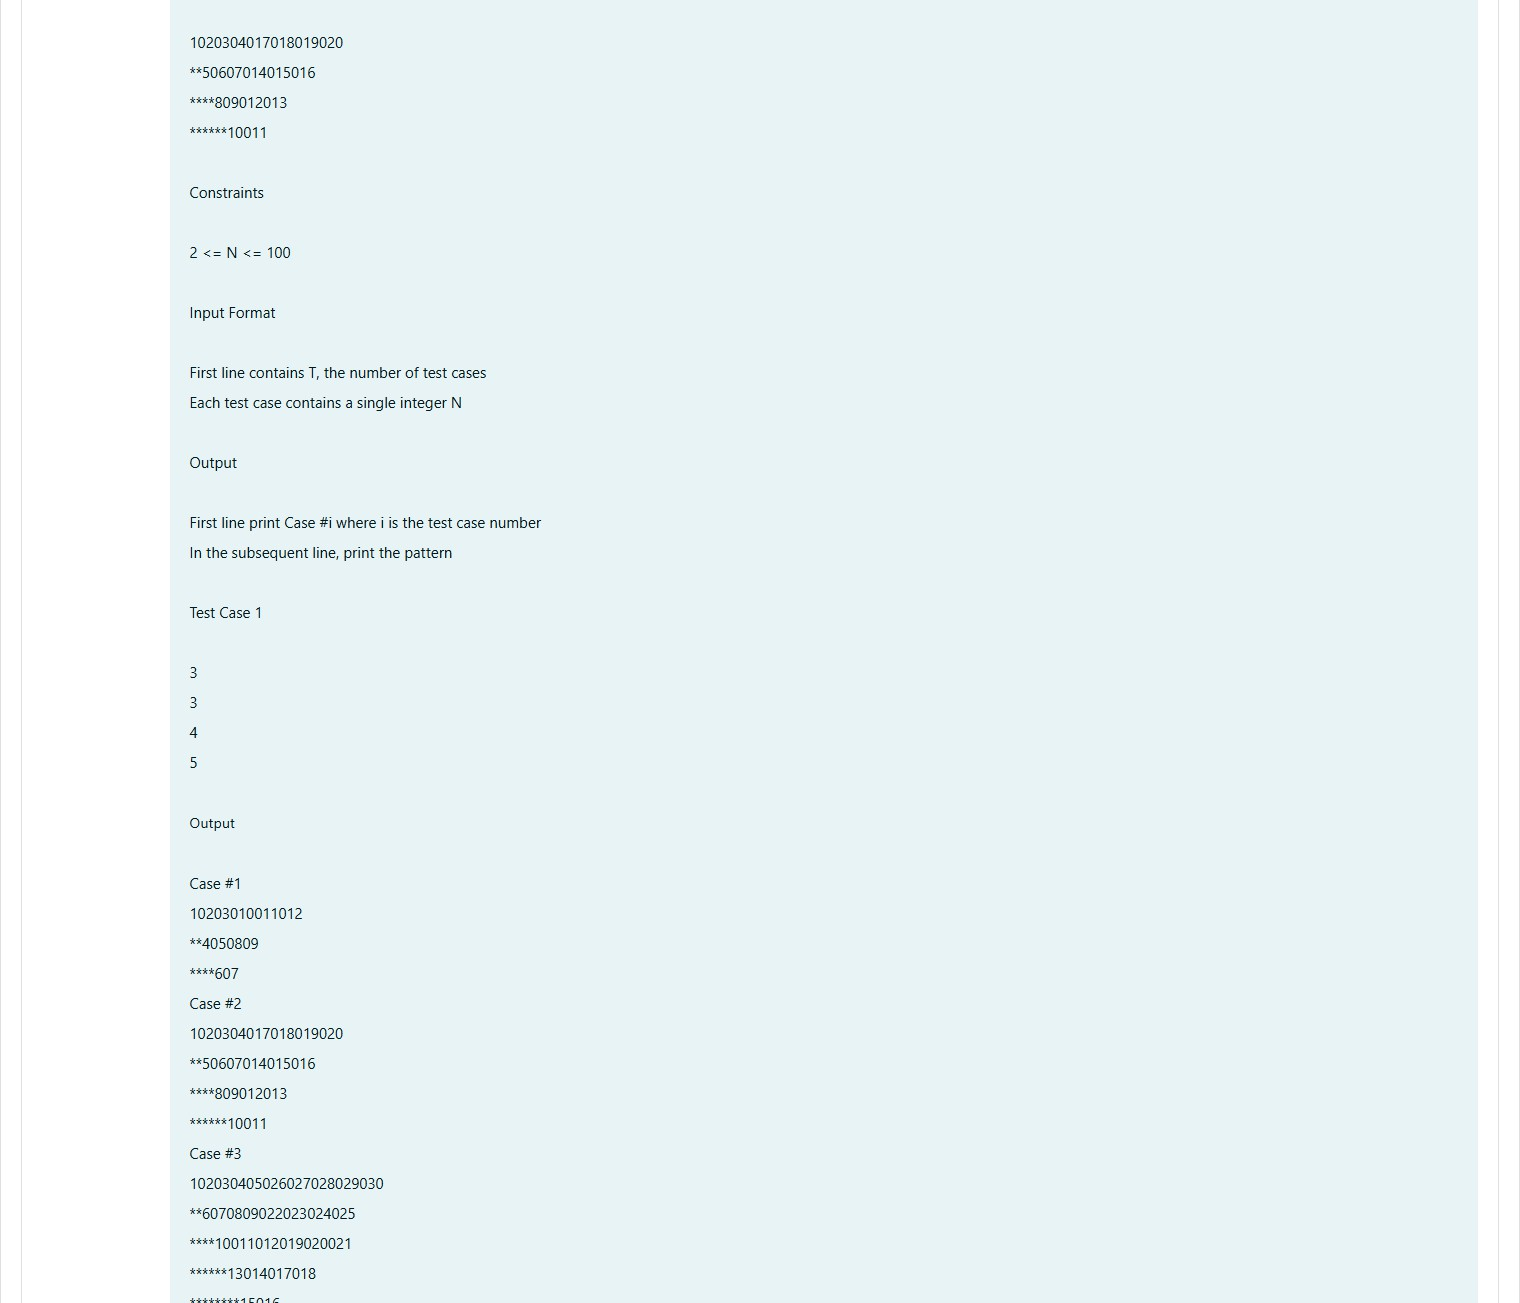 1020304017018019020
**50607014015016
****809012013
******10011
Constraints
2 <= N <= 100
Input Format
First line contains T, the number of test cases
Each test case contains a single integer N
Output
First line print Case #i where i is the test case number
In the subsequent line, print the pattern
Test Case 1
3
3
4
5
Output
Case #1
10203010011012
**4050809
****607
Case #2
1020304017018019020
**50607014015016
****809012013
******10011
Case #3
102030405026027028029030
**6070809022023024025
****10011012019020021
******13014017018
********15016